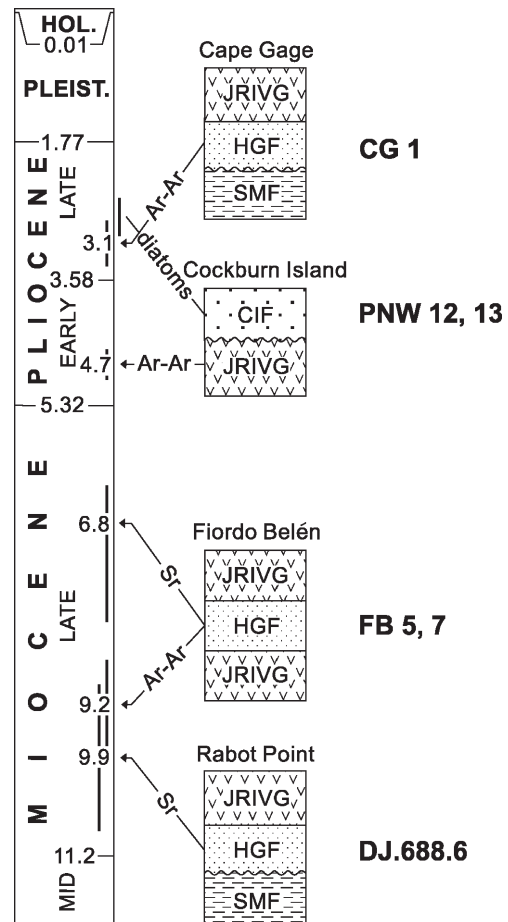 HOL.
0.01
PLEIST.
1.77
PLIOCENE
LATE
3.1
3.58
EARLY
4.7
5.32
MIOCENE
6.8
LATE
9.2
9.9
11.2
MID
Cape Gage
JRIVG
HGF
SMF
CG 1
Ar-Ar
diatoms
Cockburn Island
CIF
JRIVG
PNW 12, 13
Ar-Ar
Fiordo Belén
JRIVG
HGF
JRIVG
FB 5, 7
Sr
Ar-Ar
Rabot Point
JRIVG
HGF
SMF
DJ.688.6
Sr